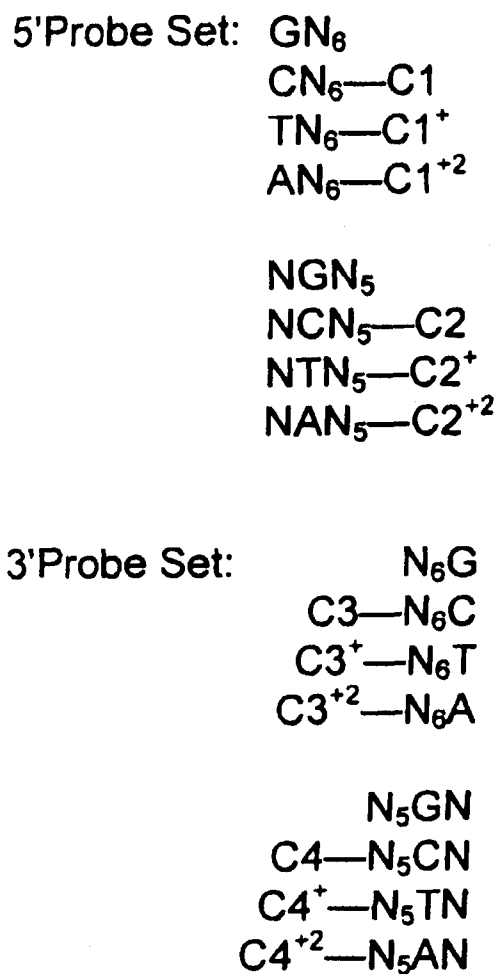 5'Probe Set: GN₆
CN₆—C1
TN₆—C1⁺
AN₆—C1⁺²
NGN₅
NCN₅—C2
NTN₅—C2⁺
NAN₅—C2⁺²
3'Probe Set: N₆G
C3—N₆C
C3⁺—N₆T
C3⁺²—N₆A
N₅GN
C4—N₅CN
C4⁺—N₅TN
C4⁺²—N₅AN